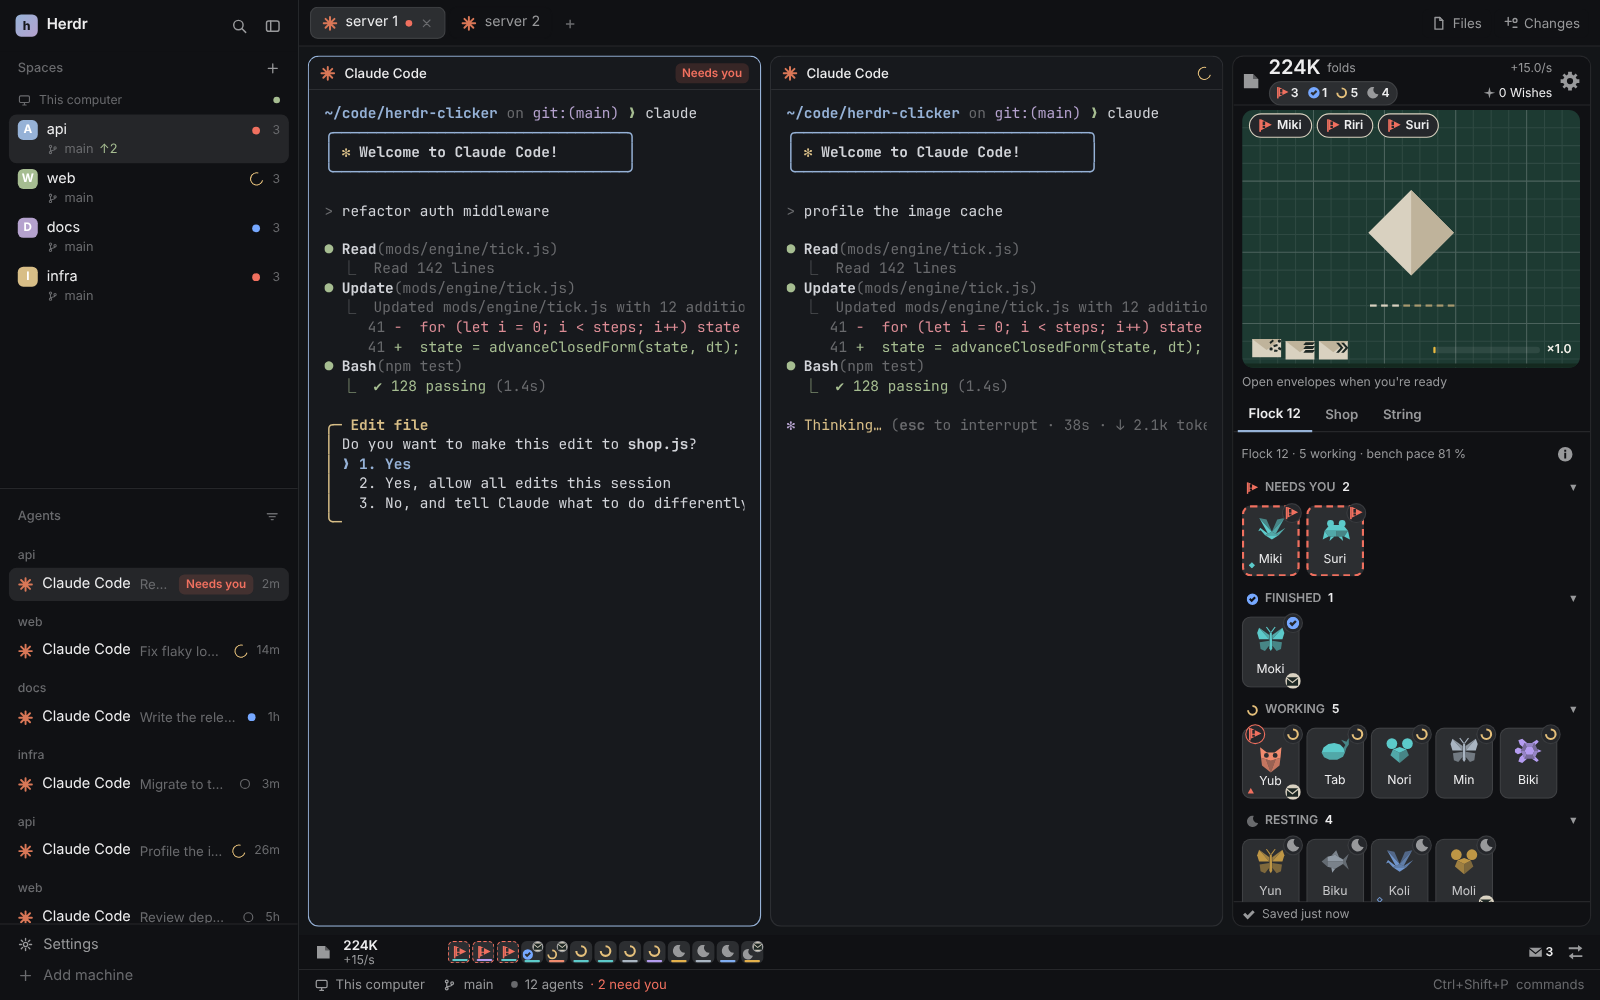 h Herdr
Spaces
This computer
A api 3
main ↑2
W web 3
main
D docs 3
main
I infra 3
main
Agents
api
Claude Code Re... Needs you 2m
web
Claude Code Fix flaky lo... 14m
docs
Claude Code Write the rele... 1h
infra
Claude Code Migrate to t... 3m
api
Claude Code Profile the i... 26m
web
Claude Code Review dep... 5h
Settings
Add machine
server 1
server 2
Files
Changes
Claude Code Needs you
~/code/herdr-clicker on git:(main) ❯ claude
✻ Welcome to Claude Code!
> refactor auth middleware
Read(mods/engine/tick.js)
Read 142 lines
Update(mods/engine/tick.js)
Updated mods/engine/tick.js with 12 additio
41 - for (let i = 0; i < steps; i++) state
41 + state = advanceClosedForm(state, dt);
Bash(npm test)
✔ 128 passing (1.4s)
Edit file
Do you want to make this edit to shop.js?
❯ 1. Yes
2. Yes, allow all edits this session
3. No, and tell Claude what to do differently
Claude Code
~/code/herdr-clicker on git:(main) ❯ claude
✻ Welcome to Claude Code!
> profile the image cache
Read(mods/engine/tick.js)
Read 142 lines
Update(mods/engine/tick.js)
Updated mods/engine/tick.js with 12 additio
41 - for (let i = 0; i < steps; i++) state
41 + state = advanceClosedForm(state, dt);
Bash(npm test)
✔ 128 passing (1.4s)
✻ Thinking… (esc to interrupt · 38s · ↓ 2.1k toke
224K folds +15.0/s
3 1 5 4 0 Wishes
Miki Riri Suri
×1.0
Open envelopes when you're ready
Flock 12 Shop String
Flock 12 · 5 working · bench pace 81 %
NEEDS YOU 2
Miki Suri
FINISHED 1
Moki
WORKING 5
Yub Tab Nori Min Biki
RESTING 4
Yun Biku Koli Moli
Saved just now
224K
+15/s
3
This computer main 12 agents · 2 need you
Ctrl+Shift+P commands